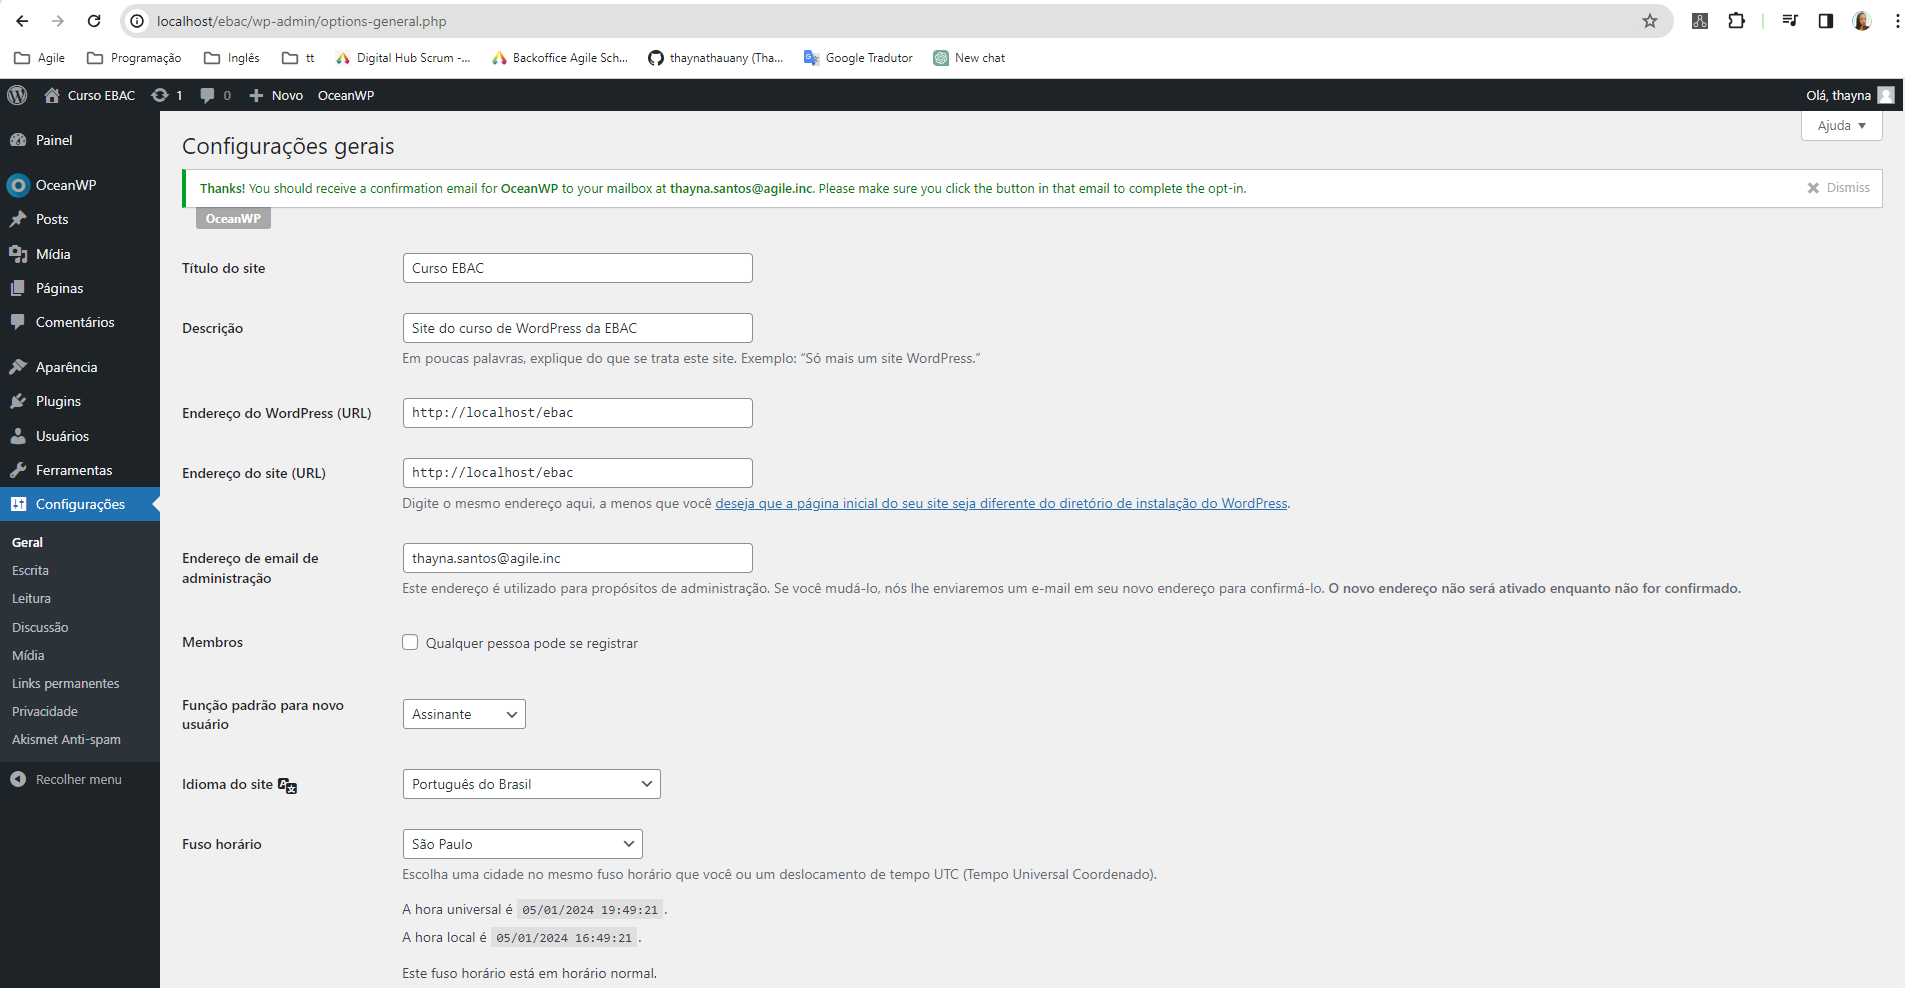 localhost/ebac/wp-admin/options-general.php
Agile Programação Inglês tt Digital Hub Scrum -... Backoffice Agile Sch... thaynathauany (Tha... Google Tradutor New chat
Curso EBAC 1 0 Novo OceanWP Olá, thayna
Ajuda
Painel
OceanWP
Posts
Mídia
Páginas
Comentários
Aparência
Plugins
Usuários
Ferramentas
Configurações
Geral
Escrita
Leitura
Discussão
Mídia
Links permanentes
Privacidade
Akismet Anti-spam
Recolher menu
Configurações gerais
Thanks! You should receive a confirmation email for OceanWP to your mailbox at thayna.santos@agile.inc. Please make sure you click the button in that email to complete the opt-in. Dismiss
OceanWP
Título do site Curso EBAC
Descrição Site do curso de WordPress da EBAC
Em poucas palavras, explique do que se trata este site. Exemplo: “Só mais um site WordPress.”
Endereço do WordPress (URL) http://localhost/ebac
Endereço do site (URL) http://localhost/ebac
Digite o mesmo endereço aqui, a menos que você deseja que a página inicial do seu site seja diferente do diretório de instalação do WordPress.
Endereço de email de
administração
thayna.santos@agile.inc
Este endereço é utilizado para propósitos de administração. Se você mudá-lo, nós lhe enviaremos um e-mail em seu novo endereço para confirmá-lo. O novo endereço não será ativado enquanto não for confirmado.
Membros Qualquer pessoa pode se registrar
Função padrão para novo
usuário
Assinante
Idioma do site Português do Brasil
Fuso horário São Paulo
Escolha uma cidade no mesmo fuso horário que você ou um deslocamento de tempo UTC (Tempo Universal Coordenado).
A hora universal é 05/01/2024 19:49:21.
A hora local é 05/01/2024 16:49:21.
Este fuso horário está em horário normal.